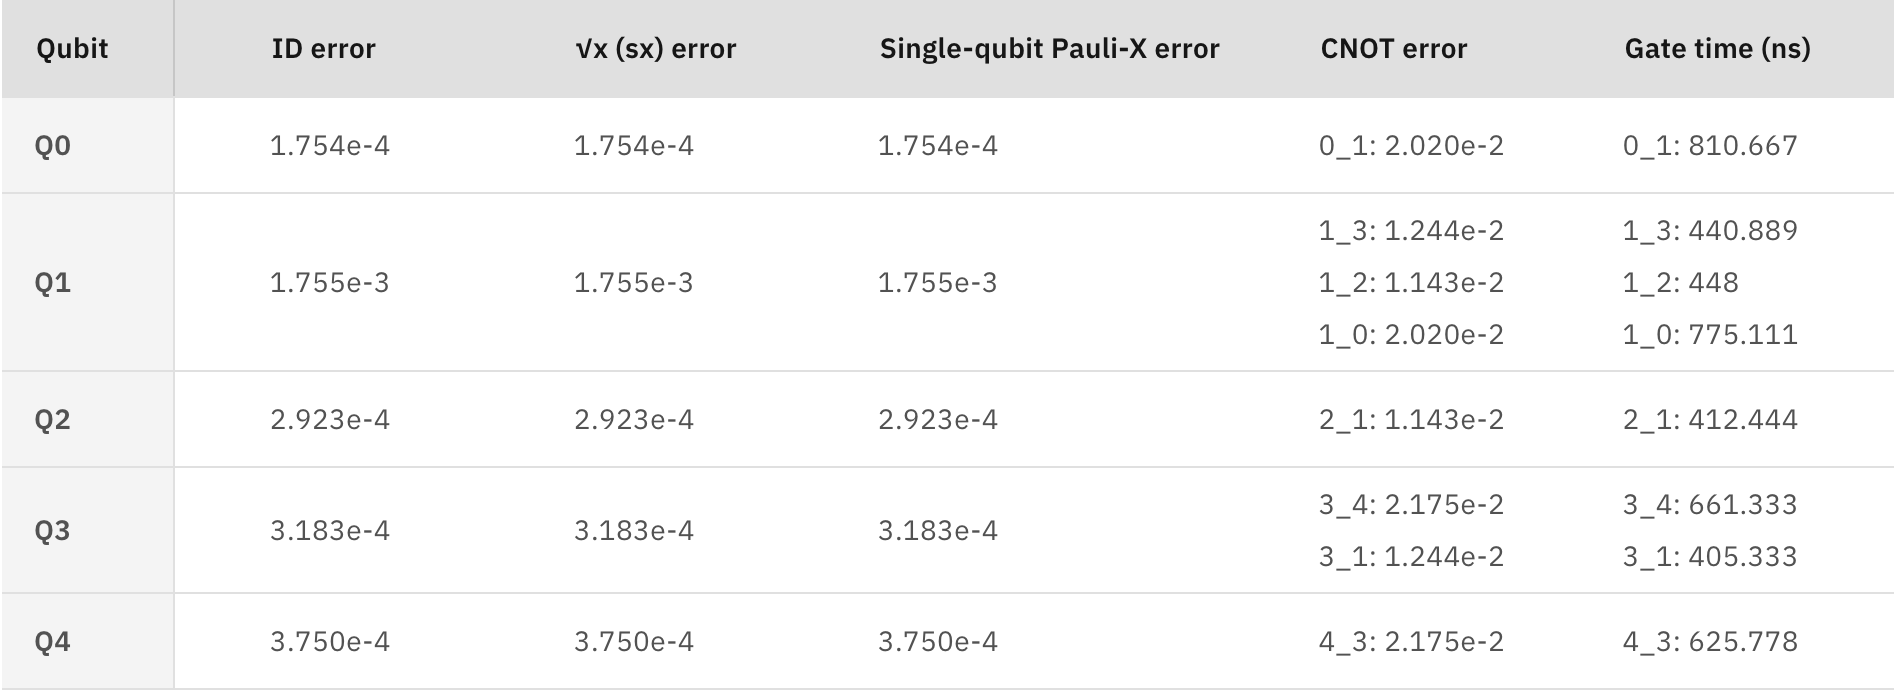 Qubit ID error √x (sx) error Single-qubit Pauli-X error CNOT error Gate time (ns)
Q0 1.754e-4 1.754e-4 1.754e-4 0_1: 2.020e-2 0_1: 810.667
1_3: 1.244e-2 1_3: 440.889
Q1 1.755e-3 1.755e-3 1.755e-3 1_2: 1.143e-2 1_2: 448
1_0: 2.020e-2 1_0: 775.111
Q2 2.923e-4 2.923e-4 2.923e-4 2_1: 1.143e-2 2_1: 412.444
3_4: 2.175e-2 3_4: 661.333
Q3 3.183e-4 3.183e-4 3.183e-4
3_1: 1.244e-2 3_1: 405.333
Q4 3.750e-4 3.750e-4 3.750e-4 4_3: 2.175e-2 4_3: 625.778